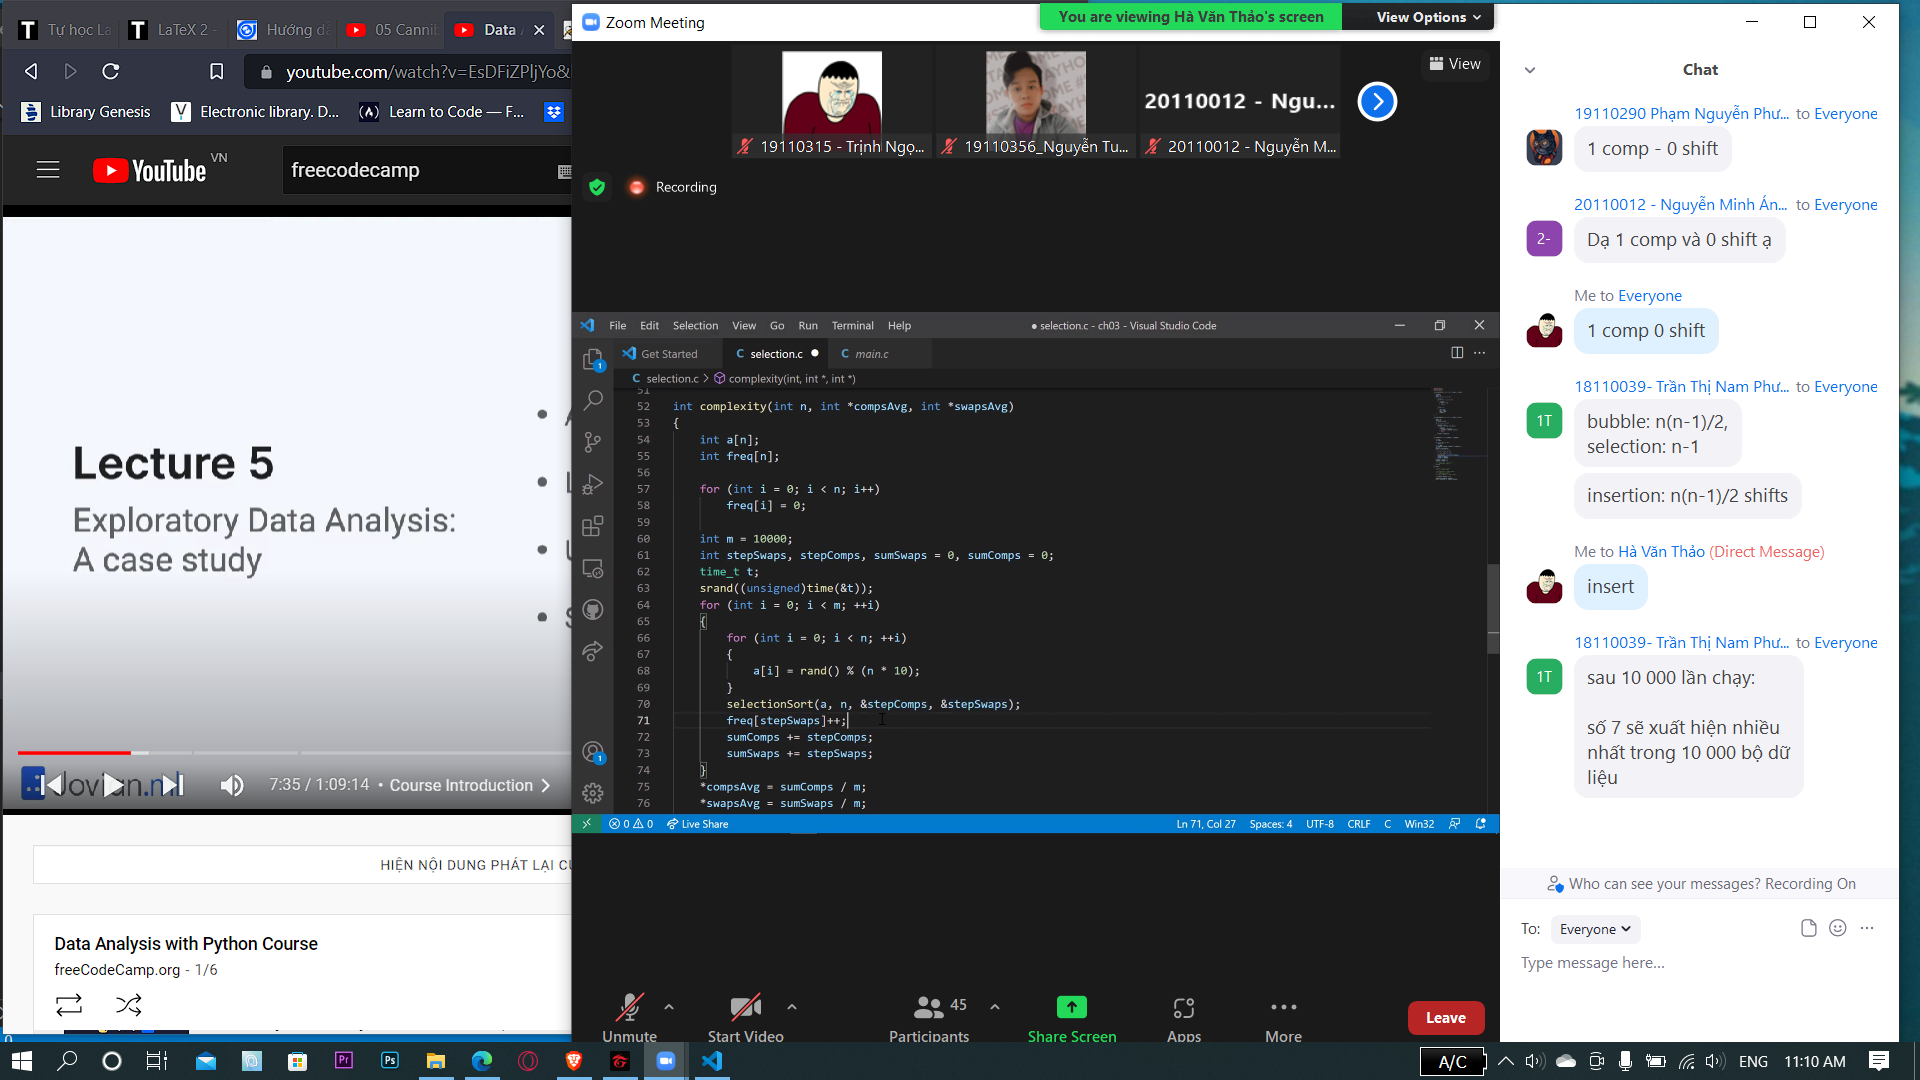 Tự học La
LaTeX 2 -
Hướng dẫ
05 Cannib
Data
youtube.com/watch?v=EsDFiZPljYo&
Library Genesis
Electronic library. D...
Learn to Code — F...
YouTube VN
freecodecamp
Lecture 5
Exploratory Data Analysis:
A case study
Jovian.ml
7:35 / 1:09:14 • Course Introduction
HIỆN NỘI DUNG PHÁT LẠI CU
Data Analysis with Python Course
freeCodeCamp.org - 1/6
Zoom Meeting
You are viewing Hà Văn Thảo's screen
View Options
View
19110315 - Trịnh Ngọ...
19110356_Nguyễn Tu...
20110012 - Ngu...
20110012 - Nguyễn M...
Recording
File Edit Selection View Go Run Terminal Help
● selection.c - ch03 - Visual Studio Code
Get Started
C selection.c
C main.c
C selection.c > complexity(int, int *, int *)
51
52 int complexity(int n, int *compsAvg, int *swapsAvg)
53 {
54 int a[n];
55 int freq[n];
56
57 for (int i = 0; i < n; i++)
58 freq[i] = 0;
59
60 int m = 10000;
61 int stepSwaps, stepComps, sumSwaps = 0, sumComps = 0;
62 time_t t;
63 srand((unsigned)time(&t));
64 for (int i = 0; i < m; ++i)
65 {
66 for (int i = 0; i < n; ++i)
67 {
68 a[i] = rand() % (n * 10);
69 }
70 selectionSort(a, n, &stepComps, &stepSwaps);
71 freq[stepSwaps]++;
72 sumComps += stepComps;
73 sumSwaps += stepSwaps;
74 }
75 *compsAvg = sumComps / m;
76 *swapsAvg = sumSwaps / m;
0 0 Live Share
Ln 71, Col 27 Spaces: 4 UTF-8 CRLF C Win32
Unmute
Start Video
45
Participants
Share Screen
Apps
More
Leave
Chat
19110290 Phạm Nguyễn Phư... to Everyone
1 comp - 0 shift
20110012 - Nguyễn Minh Án... to Everyone
2-
Dạ 1 comp và 0 shift ạ
Me to Everyone
1 comp 0 shift
18110039- Trần Thị Nam Phư... to Everyone
1T
bubble: n(n-1)/2,
selection: n-1
insertion: n(n-1)/2 shifts
Me to Hà Văn Thảo (Direct Message)
insert
18110039- Trần Thị Nam Phư... to Everyone
1T
sau 10 000 lần chạy:
số 7 sẽ xuất hiện nhiều
nhất trong 10 000 bộ dữ
liệu
Who can see your messages? Recording On
To: Everyone
Type message here...
Pr
Ps
A/C
ENG
11:10 AM